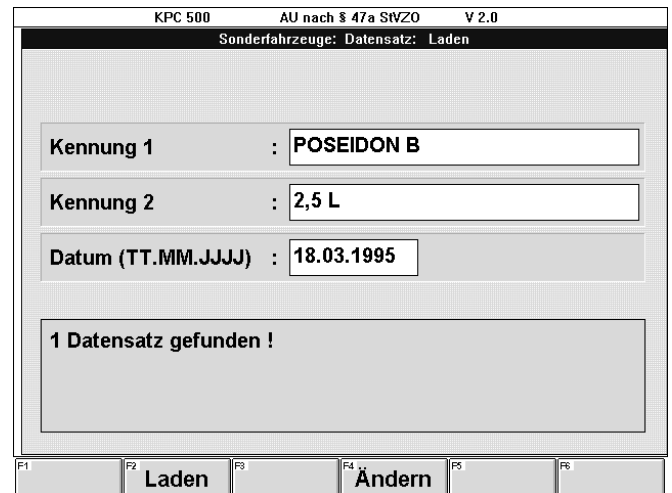 KPC 500 AU nach § 47a StVZO V 2.0
Sonderfahrzeuge: Datensatz: Laden
Kennung 1 : POSEIDON B
Kennung 2 : 2,5 L
Datum (TT.MM.JJJJ) : 18.03.1995
1 Datensatz gefunden !
F1 F2 Laden F3 F4 Ändern F5 F6